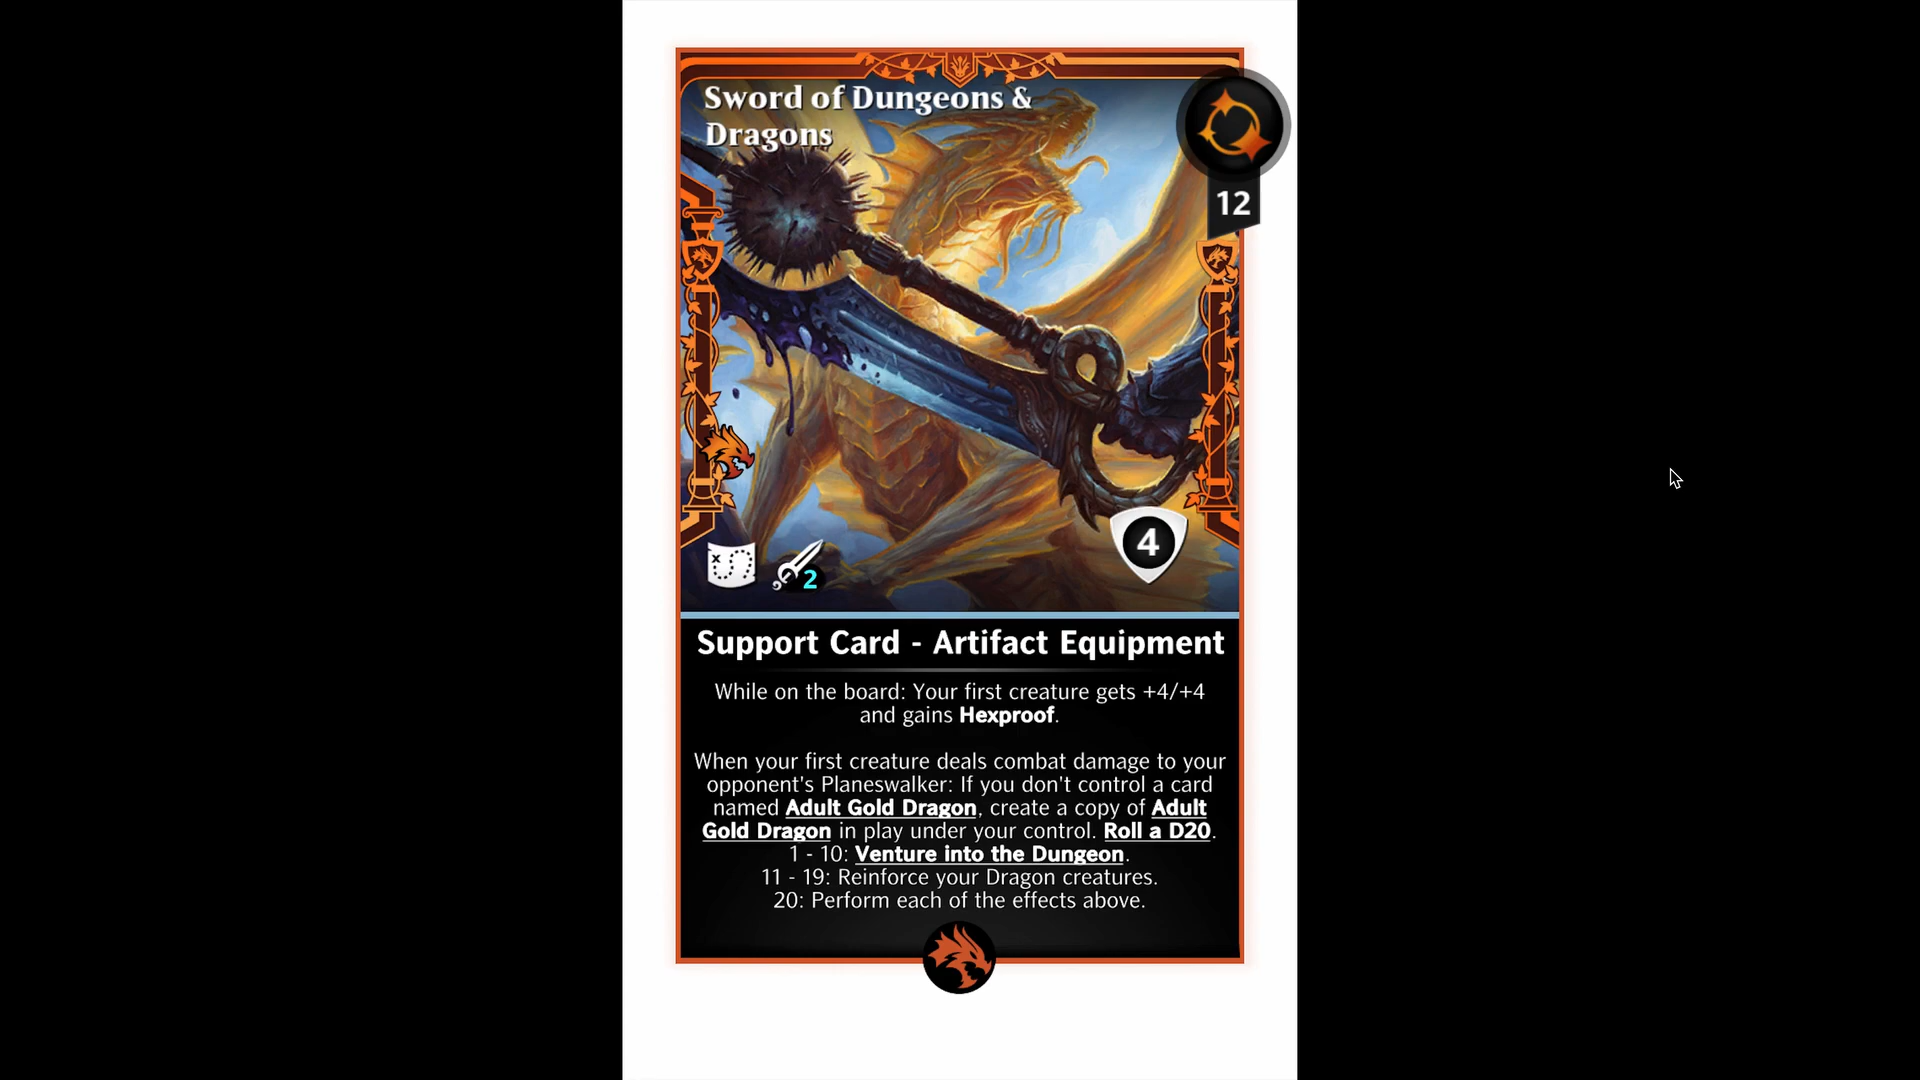 Sword of Dungeons &
Dragons
12
x
2
4
Support Card - Artifact Equipment
While on the board: Your first creature gets +4/+4
and gains Hexproof.
When your first creature deals combat damage to your
opponent's Planeswalker: If you don't control a card
named Adult Gold Dragon, create a copy of Adult
Gold Dragon in play under your control. Roll a D20.
1 - 10: Venture into the Dungeon.
11 - 19: Reinforce your Dragon creatures.
20: Perform each of the effects above.